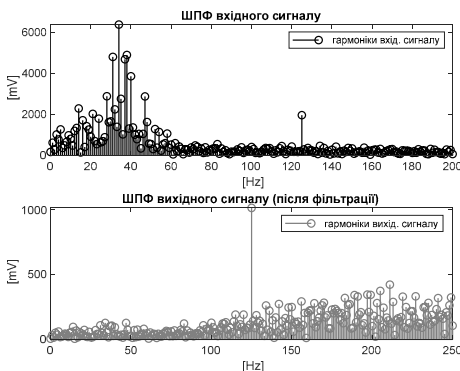 ШПФ вхідного сигналу
гармоніки вхід. сигналу
[mV]
6000
4000
2000
0
0 20 40 60 80 100 120 140 160 180 200
[Hz]
ШПФ вихідного сигналу (після фільтрації)
гармоніки вихід. сигналу
[mV]
1000
500
0
0 50 100 150 200 250
[Hz]